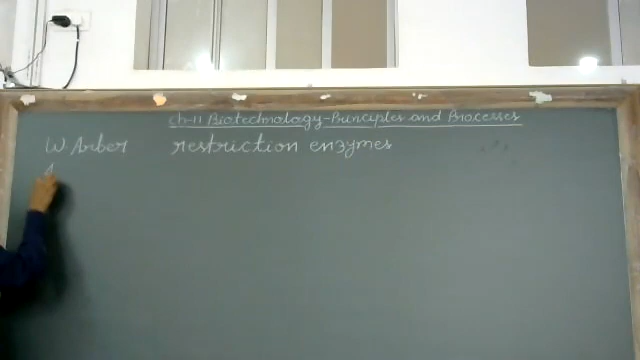 Ch-11 Biotechnology-Principles and Processes
W Arber restriction enzymes